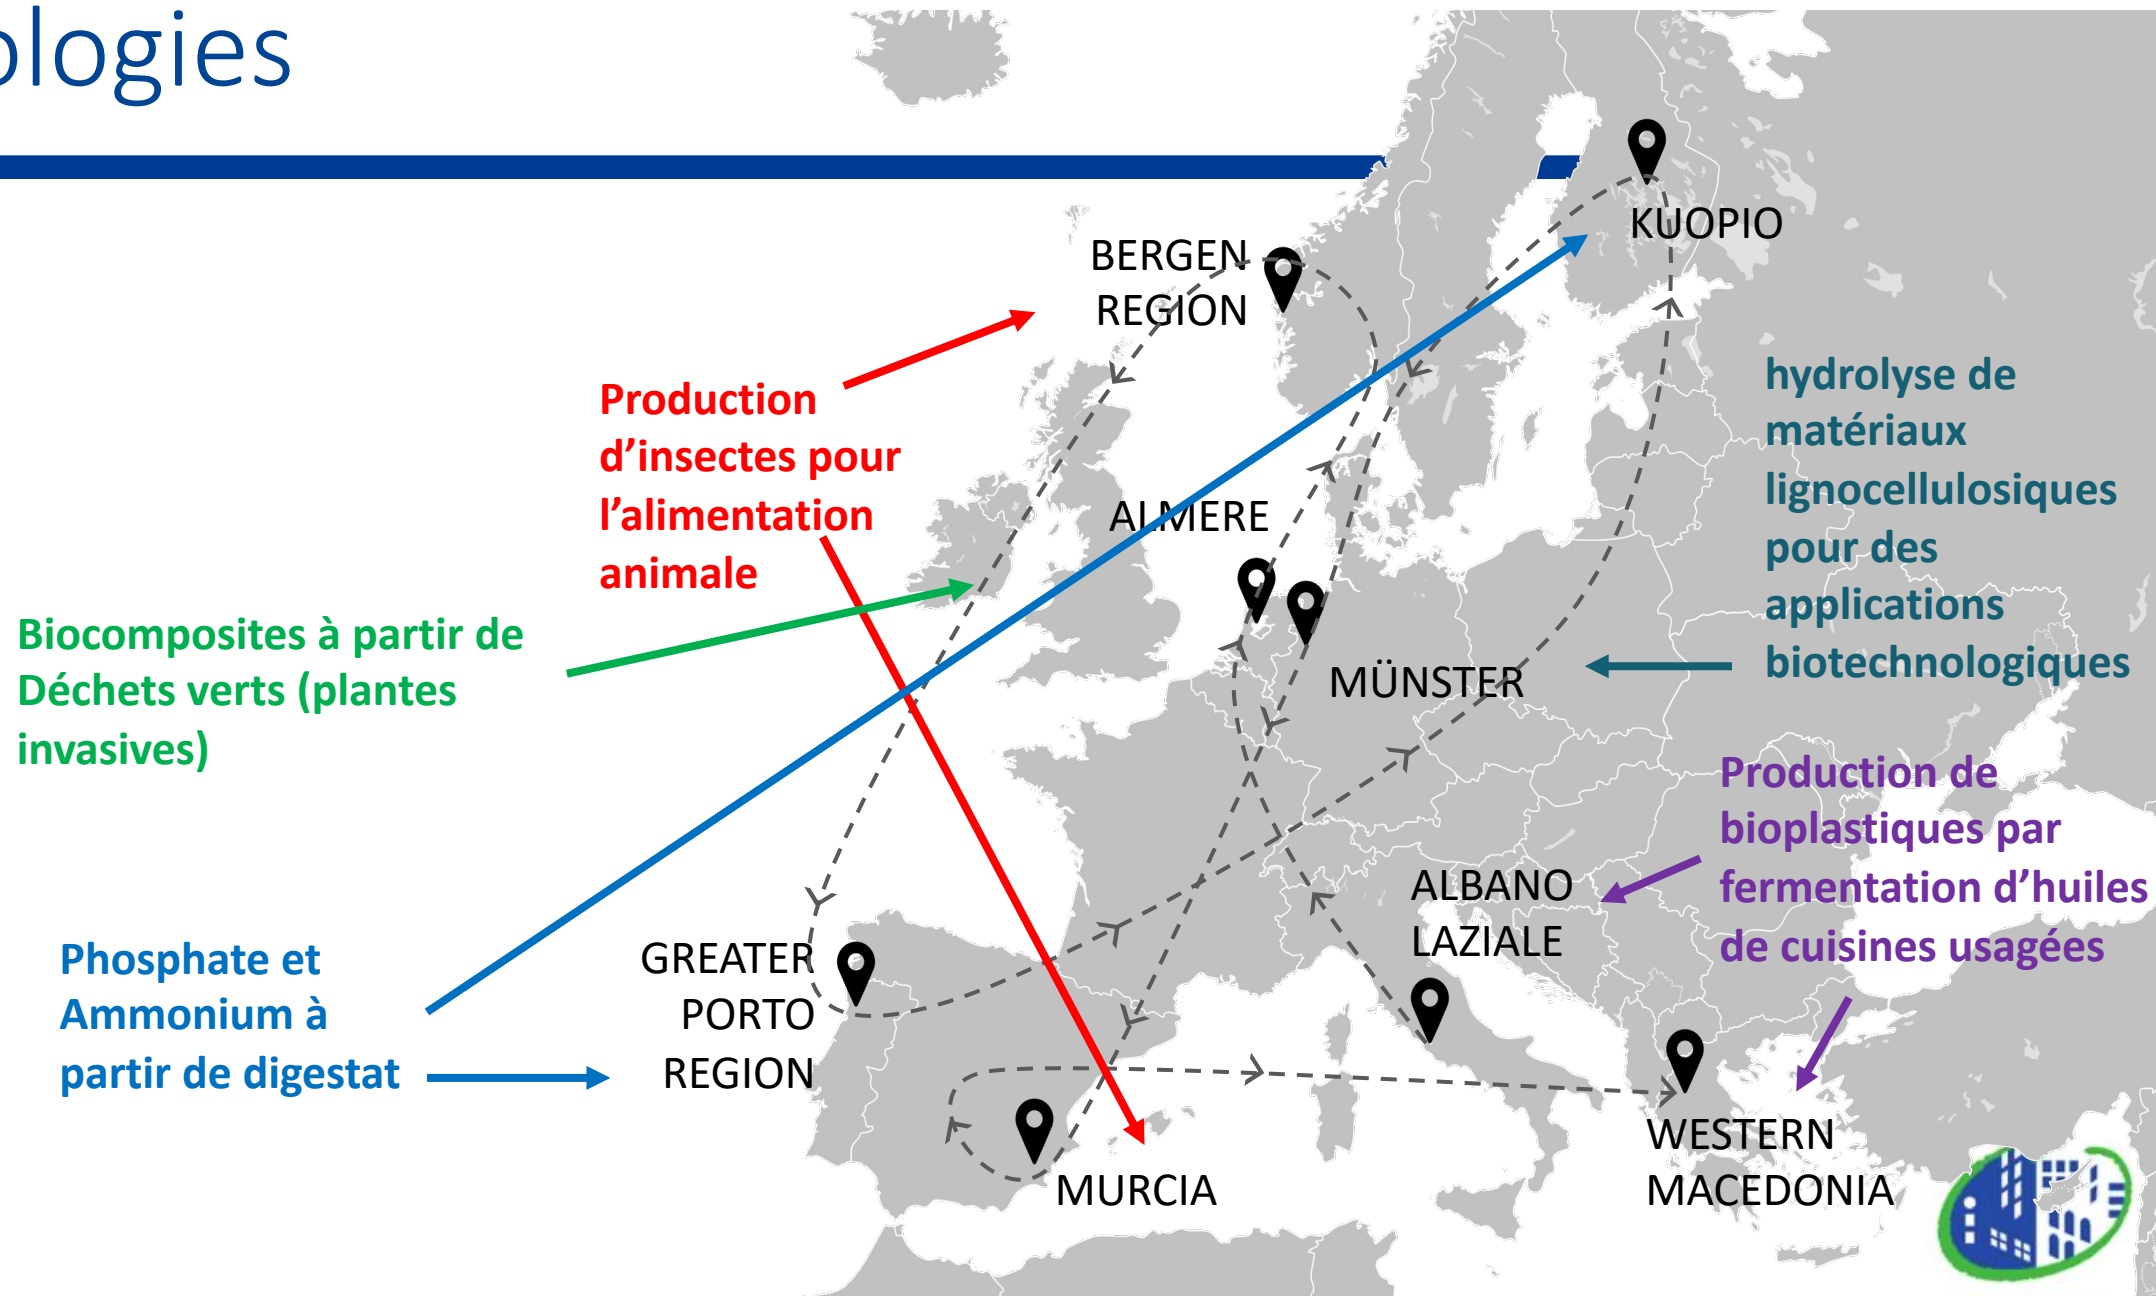 ologies
KUOPIO
BERGEN
REGION
Production
d’insectes pour
l’alimentation
animale
hydrolyse de
matériaux
lignocellulosiques
pour des
applications
biotechnologiques
ALMERE
Biocomposites à partir de
Déchets verts (plantes
invasives)
MÜNSTER
Production de
bioplastiques par
fermentation d’huiles
de cuisines usagées
ALBANO
LAZIALE
Phosphate et
Ammonium à
partir de digestat
GREATER
PORTO
REGION
MURCIA
WESTERN
MACEDONIA